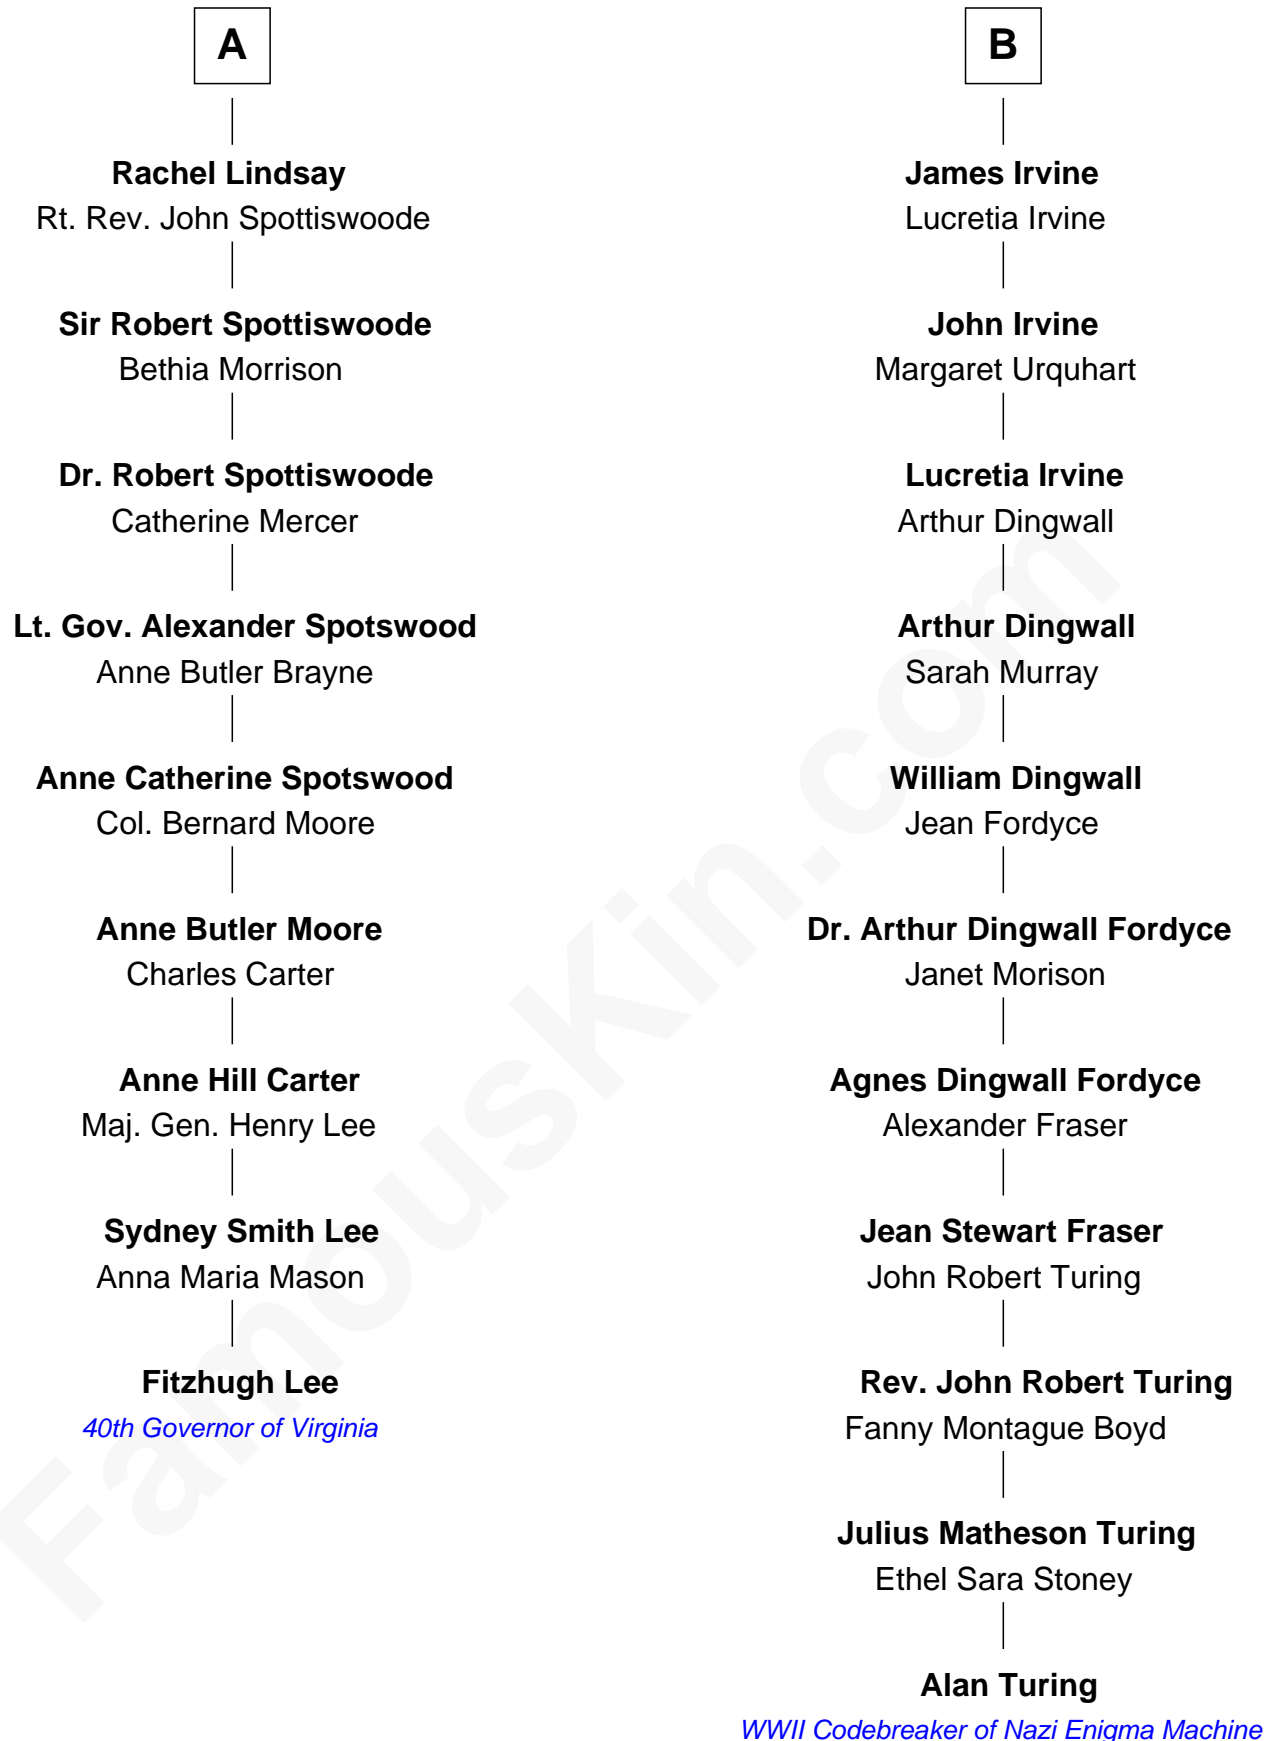 A
Rachel Lindsay
Rt. Rev. John Spottiswoode
Sir Robert Spottiswoode
Bethia Morrison
Dr. Robert Spottiswoode
Catherine Mercer
Lt. Gov. Alexander Spotswood
Anne Butler Brayne
Anne Catherine Spotswood
Col. Bernard Moore
Anne Butler Moore
Charles Carter
Anne Hill Carter
Maj. Gen. Henry Lee
Sydney Smith Lee
Anna Maria Mason
Fitzhugh Lee
40th Governor of Virginia
B
James Irvine
Lucretia Irvine
John Irvine
Margaret Urquhart
Lucretia Irvine
Arthur Dingwall
Arthur Dingwall
Sarah Murray
William Dingwall
Jean Fordyce
Dr. Arthur Dingwall Fordyce
Janet Morison
Agnes Dingwall Fordyce
Alexander Fraser
Jean Stewart Fraser
John Robert Turing
Rev. John Robert Turing
Fanny Montague Boyd
Julius Matheson Turing
Ethel Sara Stoney
Alan Turing
WWII Codebreaker of Nazi Enigma Machine
FamousKin.com